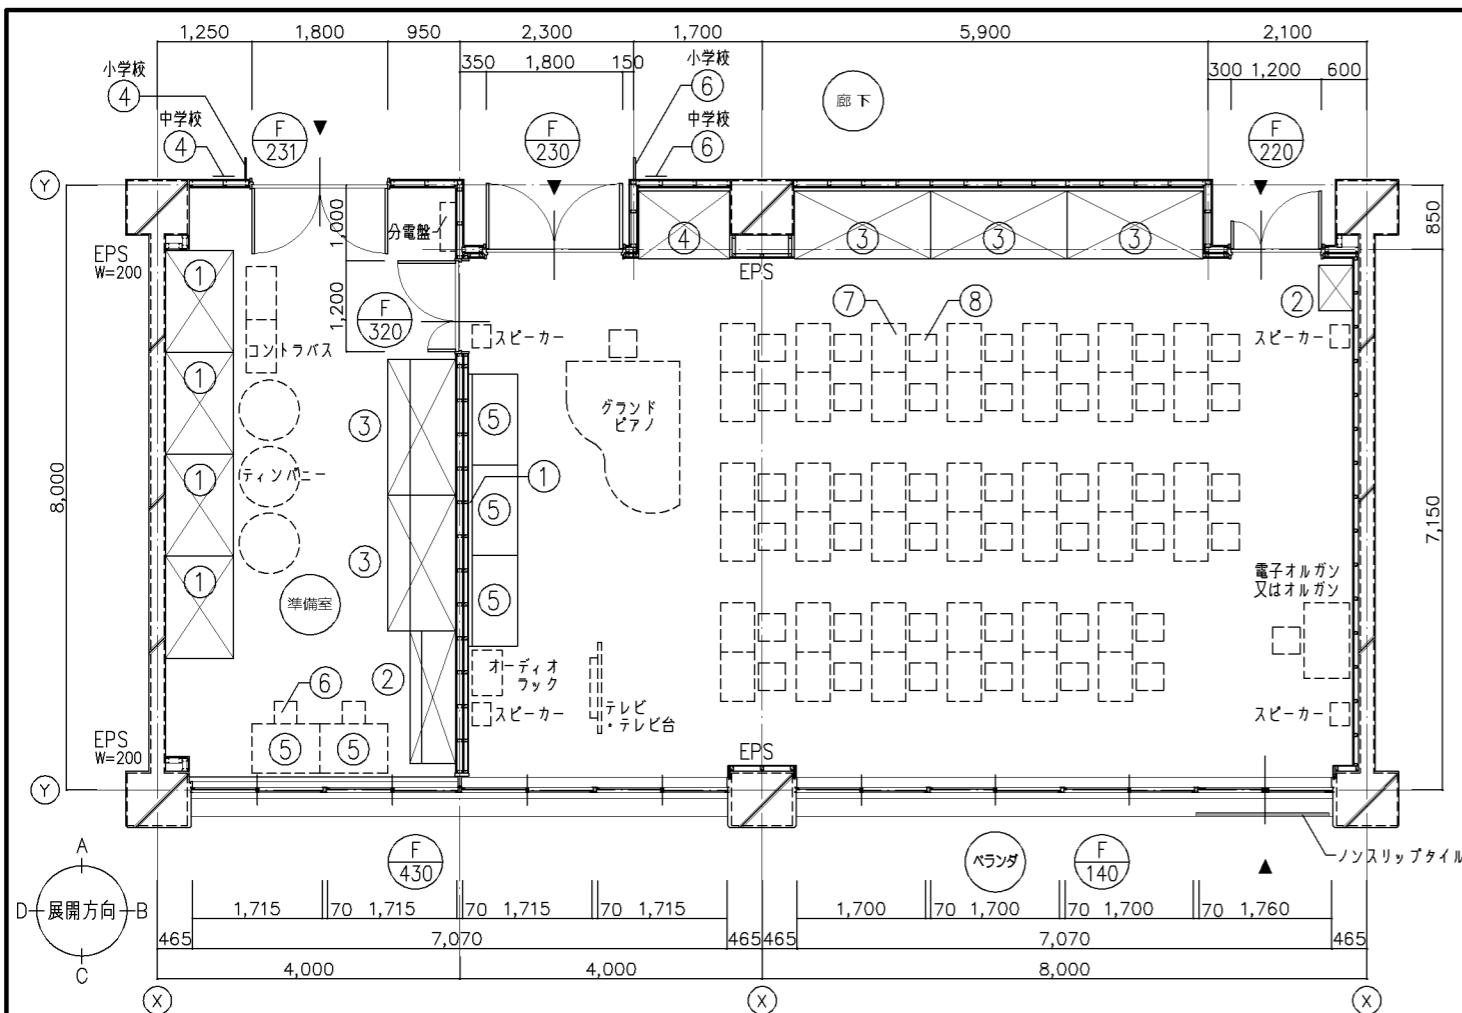 1,250 1,800 950 2,300 1,700 5,900 2,100
350 1,800 150 300 1,200 600
小学校
④
中学校
④
F
231
F
230
小学校
⑥
中学校
⑥
廊下
F
220
Y
850
1,000
分電盤
④ ③ ③ ③
EPS
W=200
EPS
① ① ① ①
1,200
F
320
コントラバス
スピーカー
⑦ ⑧
②
スピーカー
グランド
ピアノ
③
⑤
①
⑤
⑤
ティンパニー
8,000
7,150
③
準備室
電子オルガン
又はオルガン
②
オーディオ
ラック
⑥
スピーカー
テレビ
・テレビ台
スピーカー
EPS
W=200
⑤ ⑤
EPS
Y
A
D 展開方向 B
C
F
430
ベランダ
F
140
ノンスリップタイル
1,715 70 1,715 70 1,715 70 1,715 1,700 70 1,700 70 1,700 70 1,760
465 7,070 465 465 7,070 465
4,000 4,000 8,000
X X X